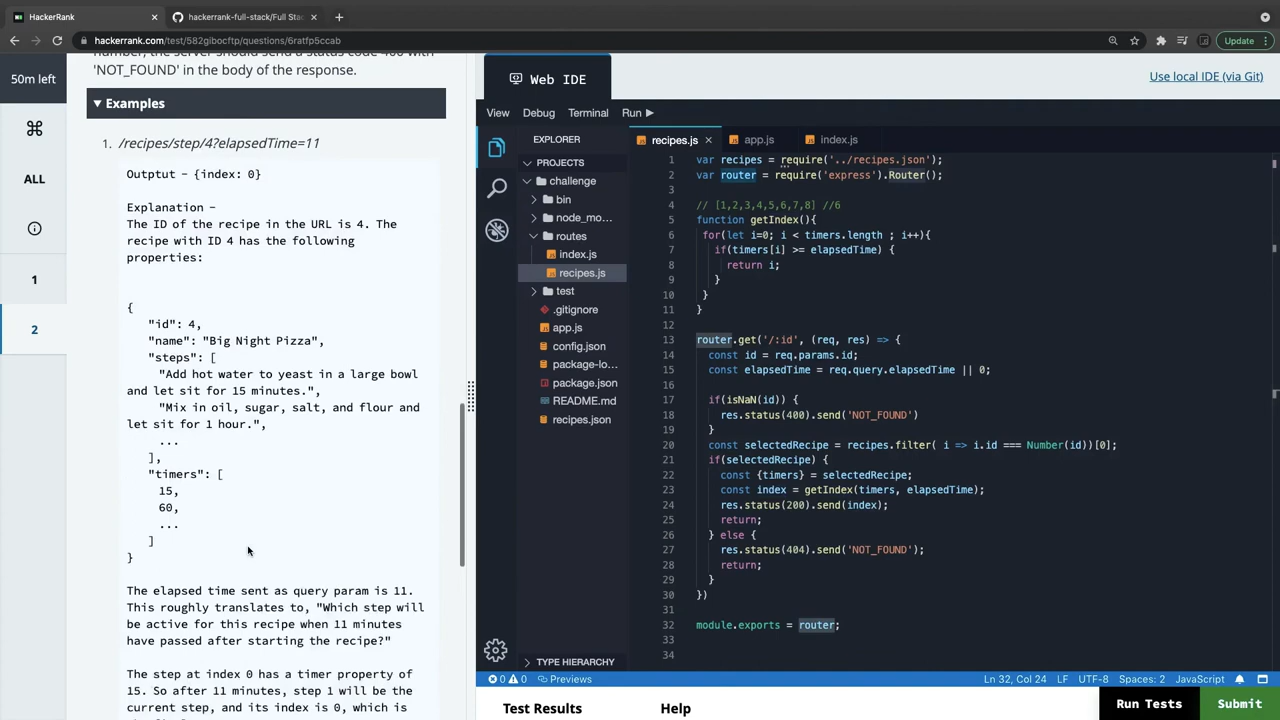 HackerRank
hackerrank-full-stack/Full Stac
hackerrank.com/test/582gibocftp/questions/6ratfp5ccab
Update
50m left
ALL
1
2
number, the server should send a status code 400 with
'NOT_FOUND' in the body of the response.
Examples
1. /recipes/step/4?elapsedTime=11
Outptut - {index: 0}
Explanation -
The ID of the recipe in the URL is 4. The
recipe with ID 4 has the following
properties:
{
"id": 4,
"name": "Big Night Pizza",
"steps": [
"Add hot water to yeast in a large bowl
and let sit for 15 minutes.",
"Mix in oil, sugar, salt, and flour and
let sit for 1 hour.",
...
],
"timers": [
15,
60,
...
]
}
The elapsed time sent as query param is 11.
This roughly translates to, "Which step will
be active for this recipe when 11 minutes
have passed after starting the recipe?"
The step at index 0 has a timer property of
15. So after 11 minutes, step 1 will be the
current step, and its index is 0, which is
Web IDE
Use local IDE (via Git)
View Debug Terminal Run
EXPLORER
PROJECTS
challenge
bin
node_mo...
routes
index.js
recipes.js
test
.gitignore
app.js
config.json
package-lo...
package.json
README.md
recipes.json
TYPE HIERARCHY
recipes.js app.js index.js
1 var recipes = require('../recipes.json');
2 var router = require('express').Router();
3
4 // [1,2,3,4,5,6,7,8] //6
5 function getIndex(){
6 for(let i=0; i < timers.length ; i++){
7 if(timers[i] >= elapsedTime) {
8 return i;
9 }
10 }
11 }
12
13 router.get('/:id', (req, res) => {
14 const id = req.params.id;
15 const elapsedTime = req.query.elapsedTime || 0;
16
17 if(isNaN(id)) {
18 res.status(400).send('NOT_FOUND')
19 }
20 const selectedRecipe = recipes.filter( i => i.id === Number(id))[0];
21 if(selectedRecipe) {
22 const {timers} = selectedRecipe;
23 const index = getIndex(timers, elapsedTime);
24 res.status(200).send(index);
25 return;
26 } else {
27 res.status(404).send('NOT_FOUND');
28 return;
29 }
30 })
31
32 module.exports = router;
33
34
0 0 Previews
Ln 32, Col 24 LF UTF-8 Spaces: 2 JavaScript
Test Results Help
Run Tests Submit